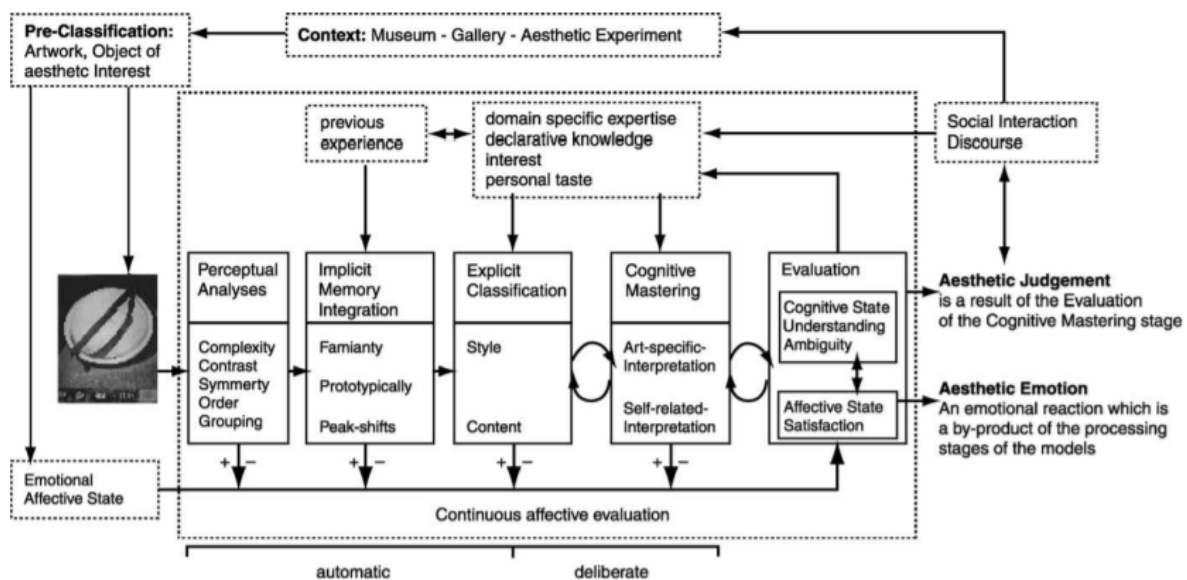 Pre-Classification:
Artwork, Object of
aesthetc Interest
Context: Museum - Gallery - Aesthetic Experiment
previous
experience
domain specific expertise
declarative knowledge
interest
personal taste
Social Interaction
Discourse
Perceptual
Analyses
Complexity
Contrast
Symmerty
Order
Grouping
Implicit
Memory
Integration
Famianty
Prototypically
Peak-shifts
Explicit
Classification
Style
Content
Cognitive
Mastering
Art-specific-
Interpretation
Self-related-
Interpretation
Evaluation
Cognitive State
Understanding
Ambiguity
Affective State
Satisfaction
Aesthetic Judgement
is a result of the Evaluation
of the Cognitive Mastering stage
Aesthetic Emotion
An emotional reaction which is
a by-product of the processing
stages of the models
+ −
+ −
+ −
+ −
Emotional
Affective State
Continuous affective evaluation
automatic
deliberate